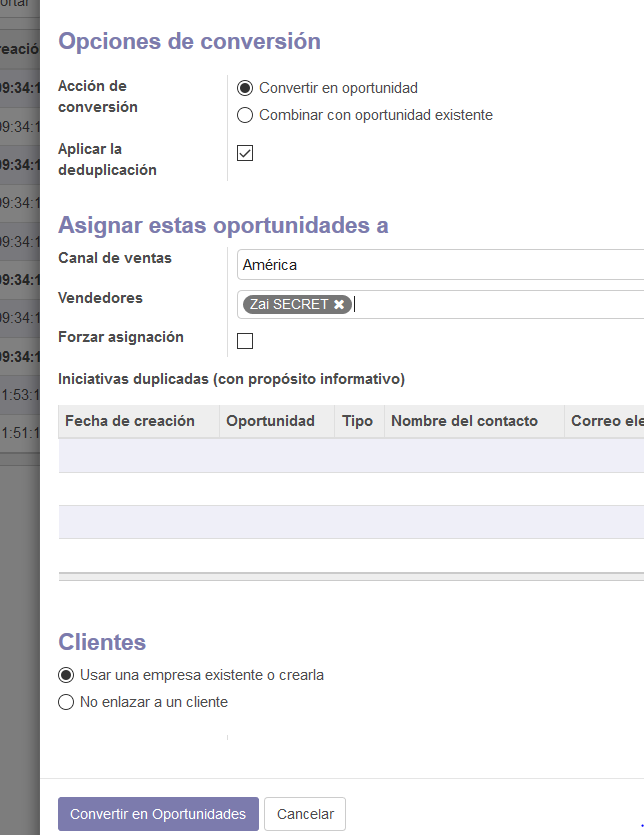 Opciones de conversión
Acción de
conversión
Convertir en oportunidad
Combinar con oportunidad existente
Aplicar la
deduplicación
Asignar estas oportunidades a
Canal de ventas
América
Vendedores
Zai SECRET
Forzar asignación
Iniciativas duplicadas (con propósito informativo)
Fecha de creación Oportunidad Tipo Nombre del contacto Correo ele
Clientes
Usar una empresa existente o crearla
No enlazar a un cliente
Convertir en Oportunidades Cancelar